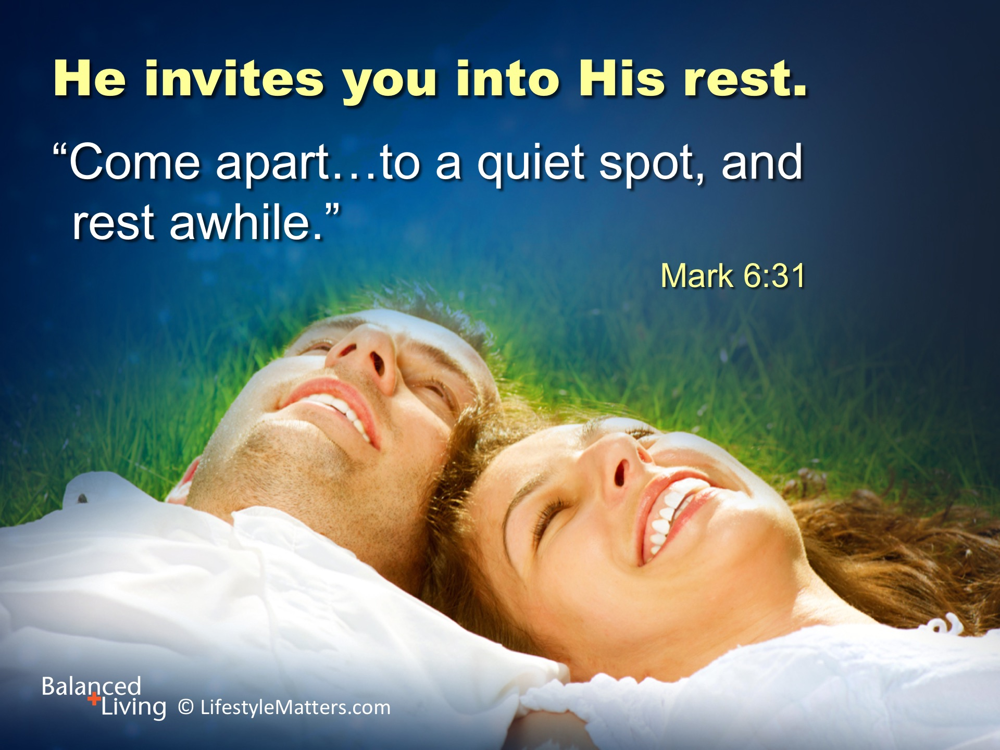 He invites you into His rest.
“Come apart…to a quiet spot, and
rest awhile.”
Mark 6:31
Balanced
Living © LifestyleMatters.com